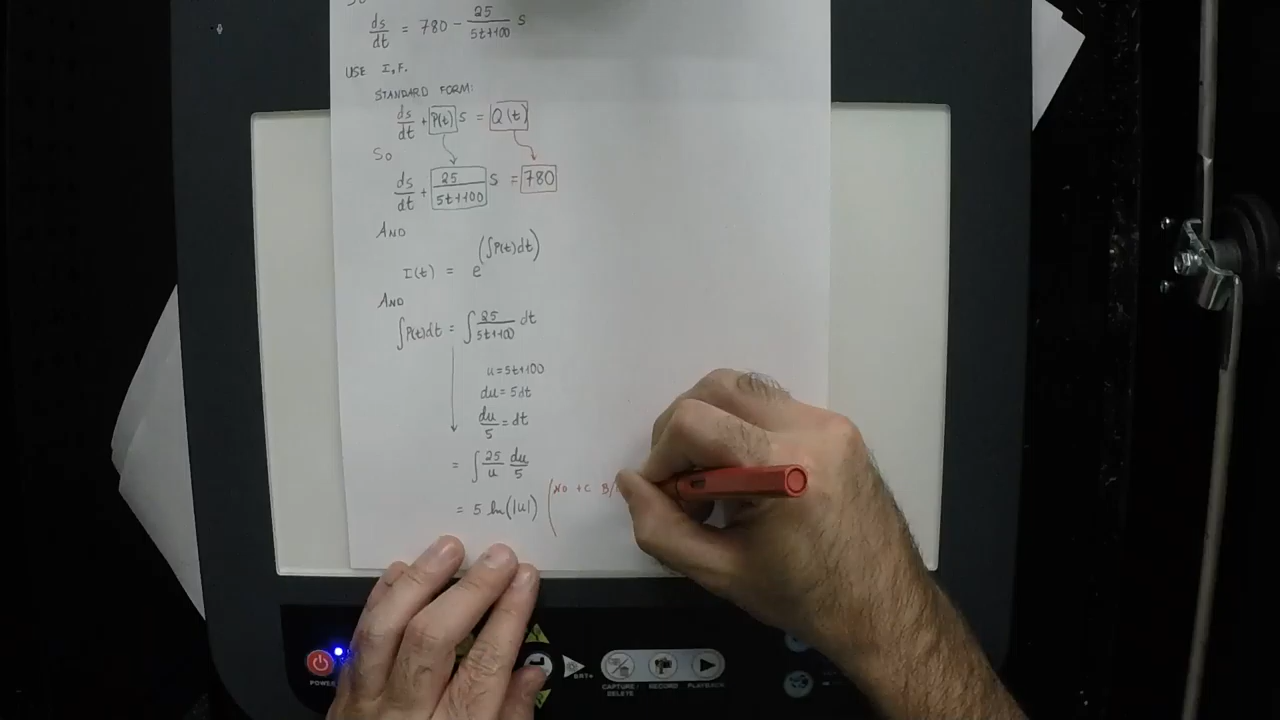 So
ds/dt = 780 - 25/(5t+100) S
USE I.F.
STANDARD FORM:
ds/dt + P(t) S = Q(t)
So
ds/dt + 25/(5t+100) S = 780
AND
I(t) = e^(∫P(t)dt)
AND
∫P(t)dt = ∫ 25/(5t+100) dt
u = 5t+100
du = 5dt
du/5 = dt
= ∫ 25/u du/5
= 5 ln(|u|) (NO +C B/
POWER
BRT+
CAPTURE/ DELETE
RECORD
PLAYBACK